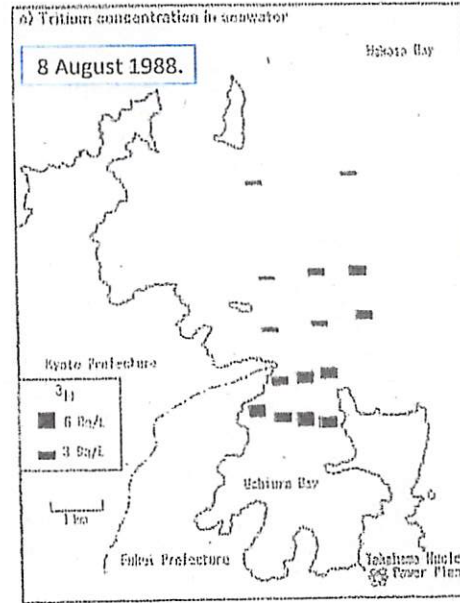 a) Tritium concentration in seawater
8 August 1988.
Wakasa Bay
Kyoto Prefecture
³H
6 Bq/L
3 Bq/L
1 km
Uchiura Bay
Fukui Prefecture
Takahama Nucle
Power Plan